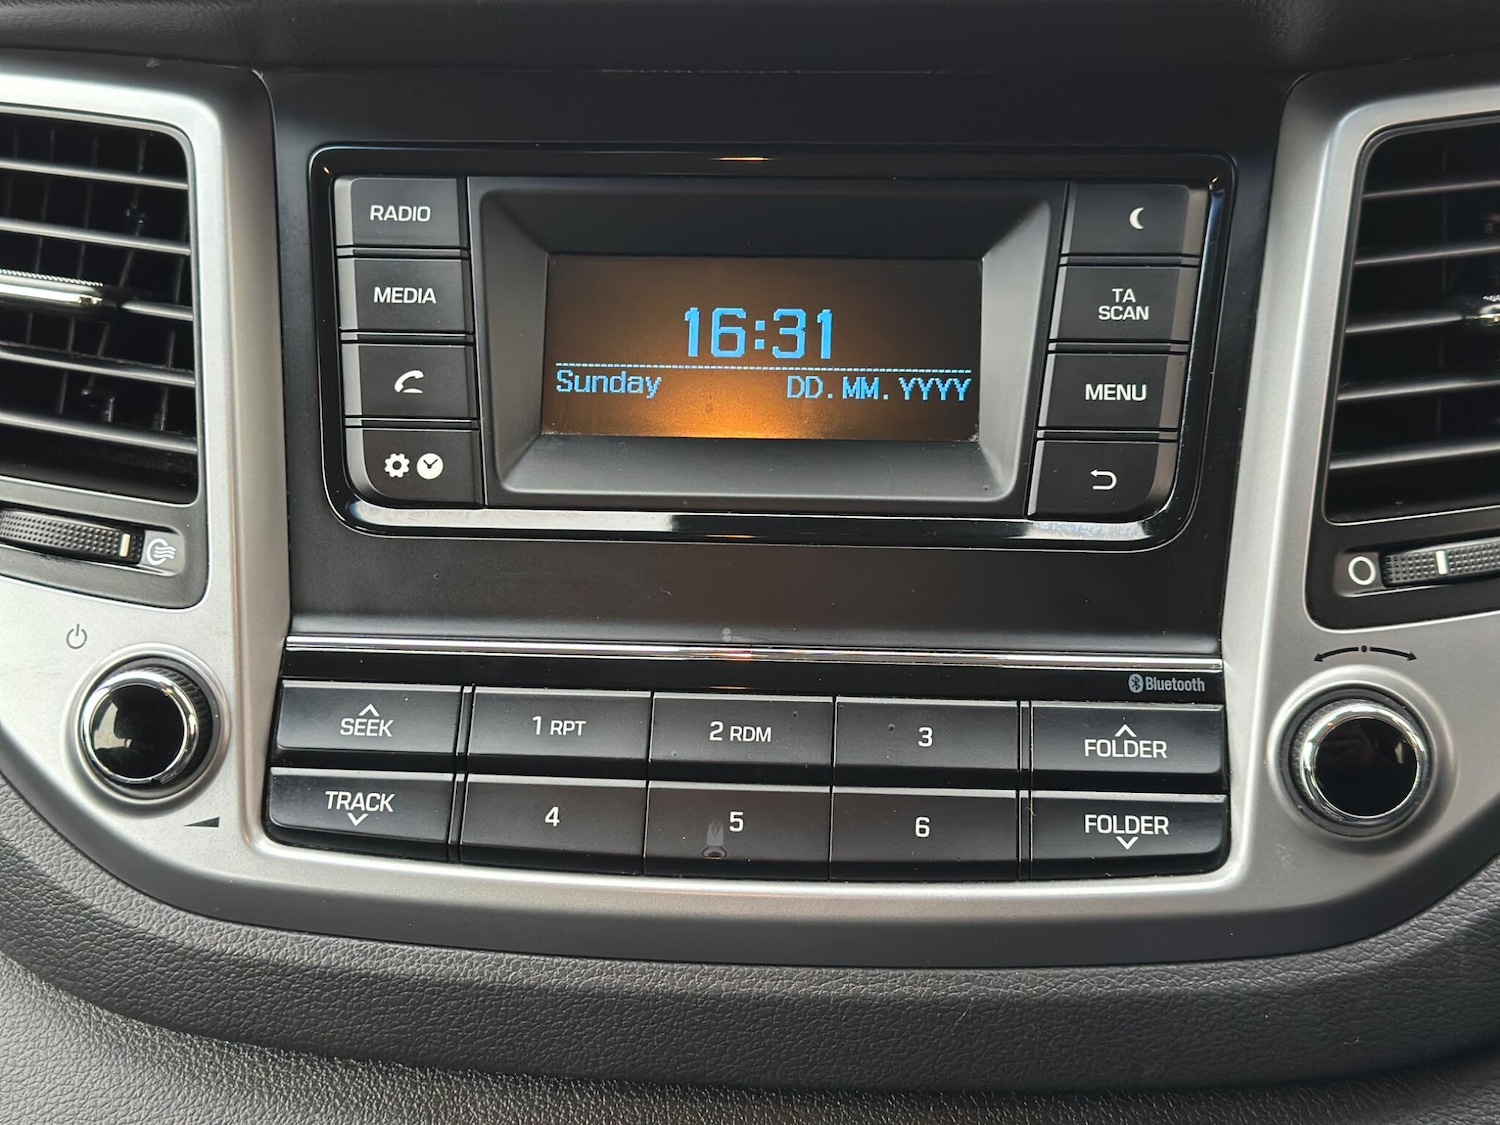 RADIO
MEDIA
16:31
Sunday DD.MM.YYYY
TA
SCAN
MENU
Bluetooth
SEEK
1 RPT
2 RDM
3
FOLDER
TRACK
4
5
6
FOLDER